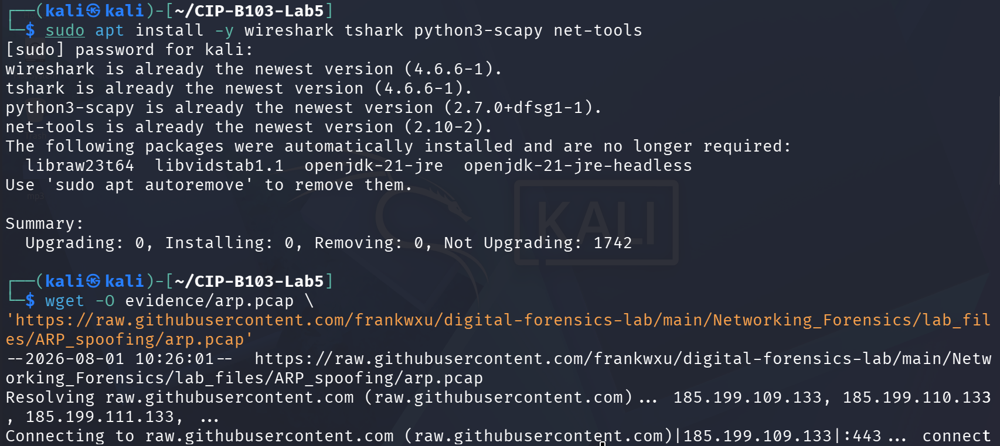 ┌──(kali㉿kali)-[~/CIP-B103-Lab5]
└─$ sudo apt install -y wireshark tshark python3-scapy net-tools
[sudo] password for kali:
wireshark is already the newest version (4.6.6-1).
tshark is already the newest version (4.6.6-1).
python3-scapy is already the newest version (2.7.0+dfsg1-1).
net-tools is already the newest version (2.10-2).
The following packages were automatically installed and are no longer required:
  libraw23t64  libvidstab1.1  openjdk-21-jre  openjdk-21-jre-headless
Use 'sudo apt autoremove' to remove them.
mp3
KALI
Summary:
  Upgrading: 0, Installing: 0, Removing: 0, Not Upgrading: 1742
┌──(kali㉿kali)-[~/CIP-B103-Lab5]
└─$ wget -O evidence/arp.pcap \
'https://raw.githubusercontent.com/frankwxu/digital-forensics-lab/main/Networking_Forensics/lab_fil
es/ARP_spoofing/arp.pcap'
--2026-08-01 10:26:01--  https://raw.githubusercontent.com/frankwxu/digital-forensics-lab/main/Netw
orking_Forensics/lab_files/ARP_spoofing/arp.pcap
Resolving raw.githubusercontent.com (raw.githubusercontent.com)... 185.199.109.133, 185.199.110.133
, 185.199.111.133, ...
Connecting to raw.githubusercontent.com (raw.githubusercontent.com)|185.199.109.133|:443... connect